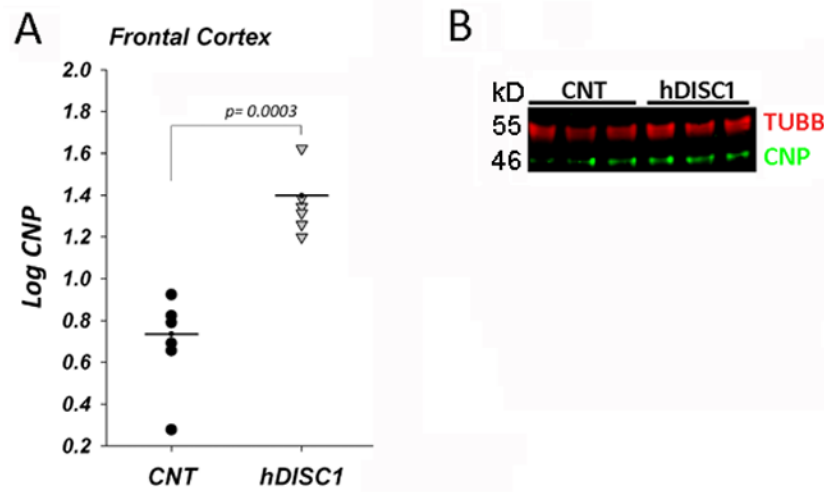 A
Frontal Cortex
2.0
1.8
1.6
1.4
1.2
1.0
0.8
0.6
0.4
0.2
Log CNP
p= 0.0003
CNT hDISC1
B
kD CNT hDISC1
55 TUBB
46 CNP